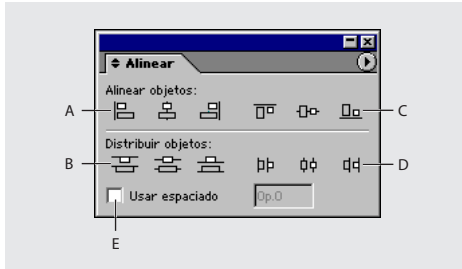 Alinear
Alinear objetos:
A
C
Distribuir objetos:
B
D
Usar espaciado
0p.0
E